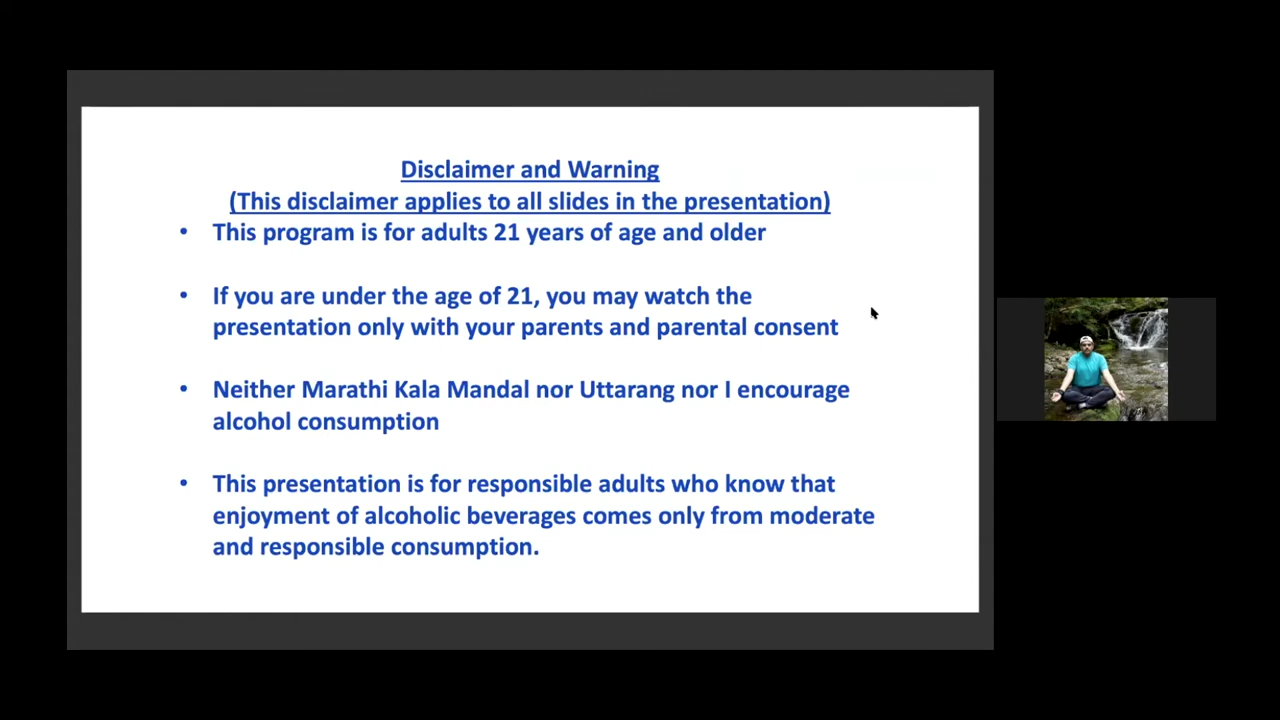 Disclaimer and Warning
(This disclaimer applies to all slides in the presentation)
• This program is for adults 21 years of age and older
• If you are under the age of 21, you may watch the
presentation only with your parents and parental consent
• Neither Marathi Kala Mandal nor Uttarang nor I encourage
alcohol consumption
• This presentation is for responsible adults who know that
enjoyment of alcoholic beverages comes only from moderate
and responsible consumption.